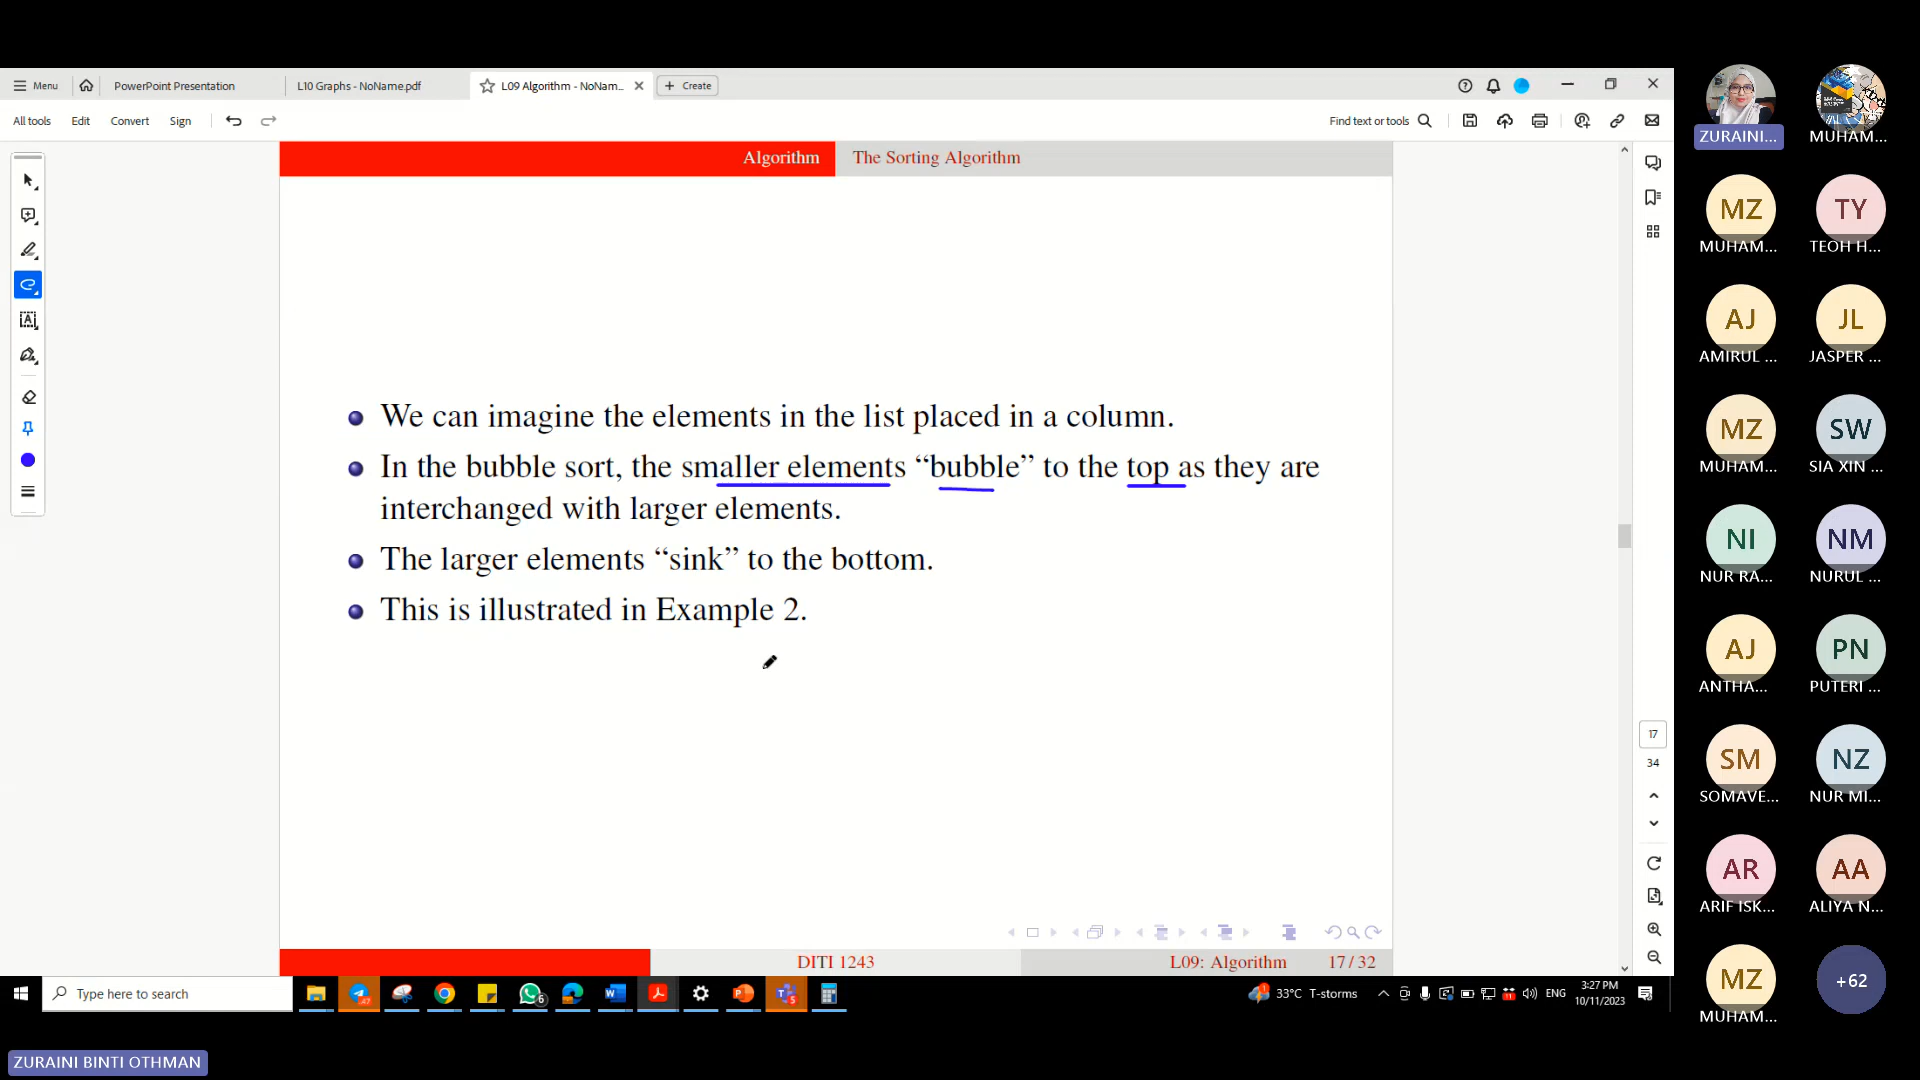 Menu
PowerPoint Presentation
L10 Graphs - NoName.pdf
L09 Algorithm - NoNam...
Create
All tools
Edit
Convert
Sign
Find text or tools
Algorithm
The Sorting Algorithm
We can imagine the elements in the list placed in a column.
In the bubble sort, the smaller elements “bubble” to the top as they are
interchanged with larger elements.
The larger elements “sink” to the bottom.
This is illustrated in Example 2.
17
34
DITI 1243
L09: Algorithm
17 / 32
Type here to search
33°C T-storms
ENG
3:27 PM
10/11/2023
ZURAINI...
MUHAM...
MZ
MUHAM...
TY
TEOH H...
AJ
AMIRUL ...
JL
JASPER ...
MZ
MUHAM...
SW
SIA XIN ...
NI
NUR RA...
NM
NURUL ...
AJ
ANTHA...
PN
PUTERI ...
SM
SOMAVE...
NZ
NUR MI...
AR
ARIF ISK...
AA
ALIYA N...
MZ
MUHAM...
+62
ZURAINI BINTI OTHMAN